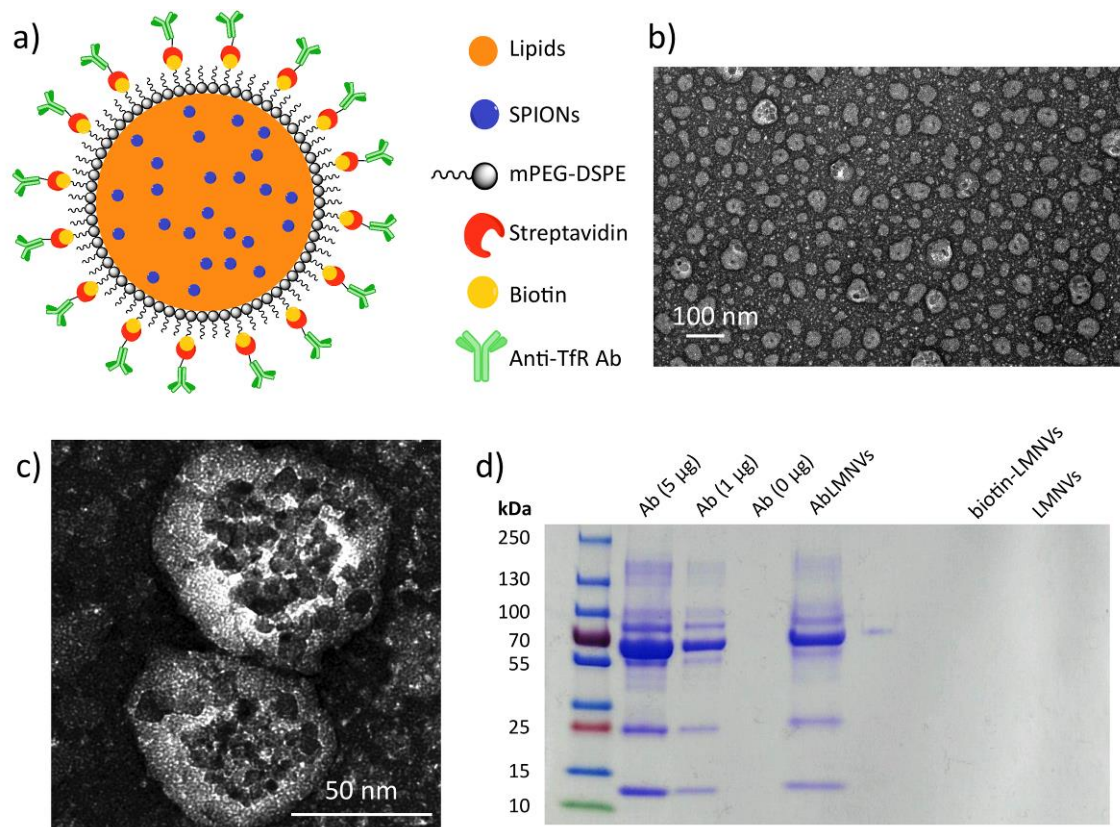 a)
Lipids
SPIONs
mPEG-DSPE
Streptavidin
Biotin
Anti-TfR Ab
b)
100 nm
c)
50 nm
d)
kDa
Ab (5 µg)
Ab (1 µg)
Ab (0 µg)
AbLMNVs
biotin-LMNVs
LMNVs
250
130
100
70
55
25
15
10